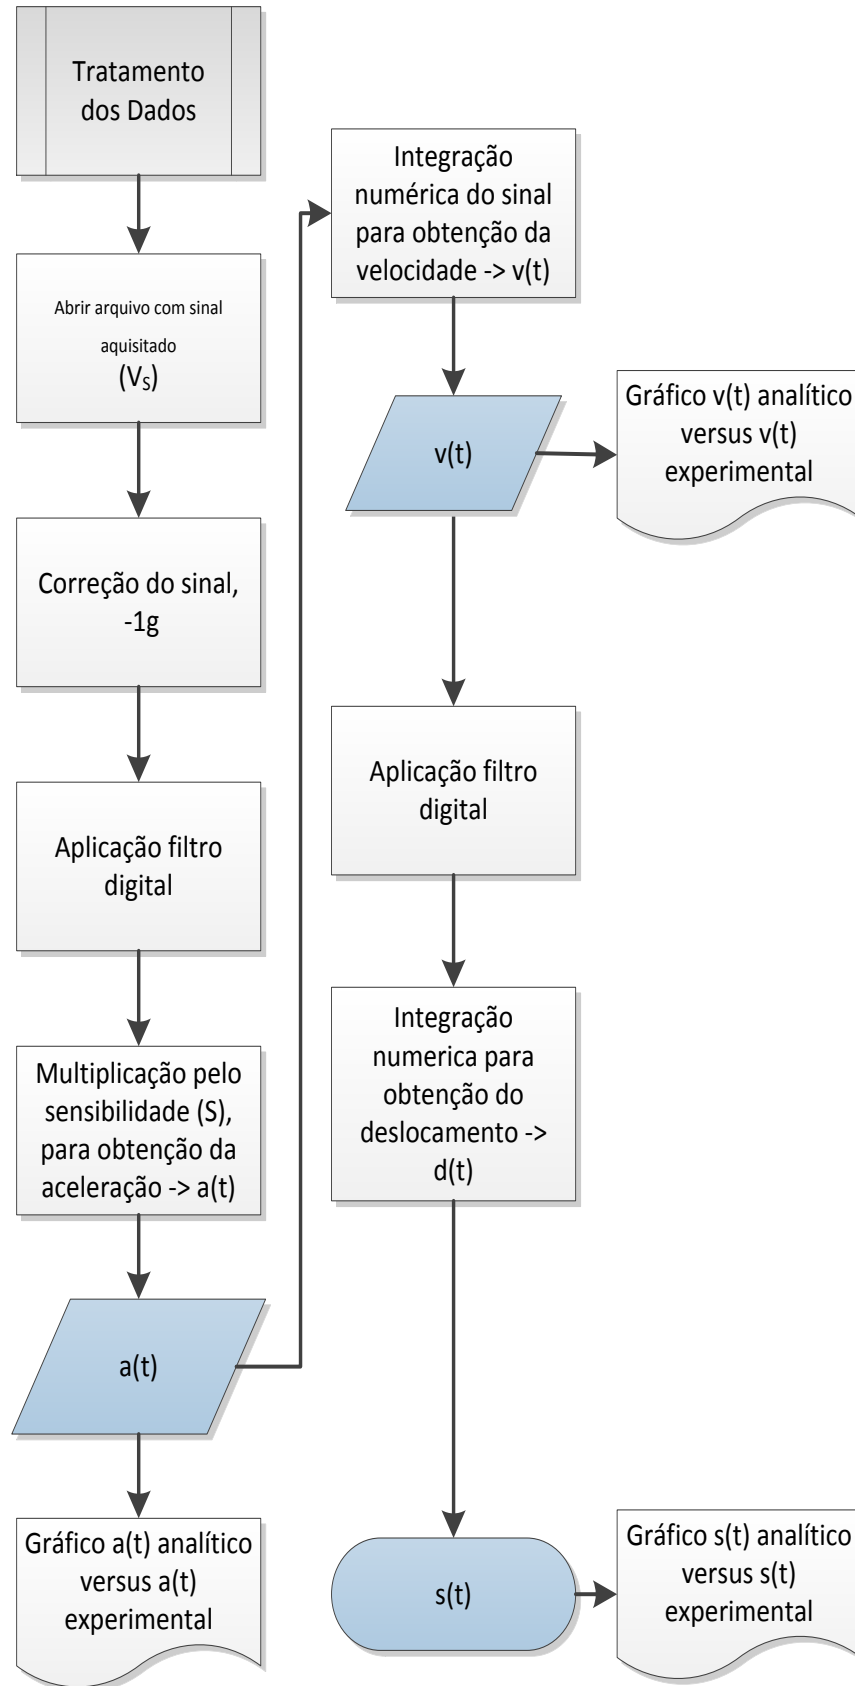 Tratamento
dos Dados
Abrir arquivo com sinal
aquisitado
(VS)
Correção do sinal,
-1g
Aplicação filtro
digital
Multiplicação pelo
sensibilidade (S),
para obtenção da
aceleração -> a(t)
a(t)
Gráfico a(t) analítico
versus a(t)
experimental
Integração
numérica do sinal
para obtenção da
velocidade -> v(t)
v(t)
Gráfico v(t) analítico
versus v(t)
experimental
Aplicação filtro
digital
Integração
numerica para
obtenção do
deslocamento ->
d(t)
s(t)
Gráfico s(t) analítico
versus s(t)
experimental